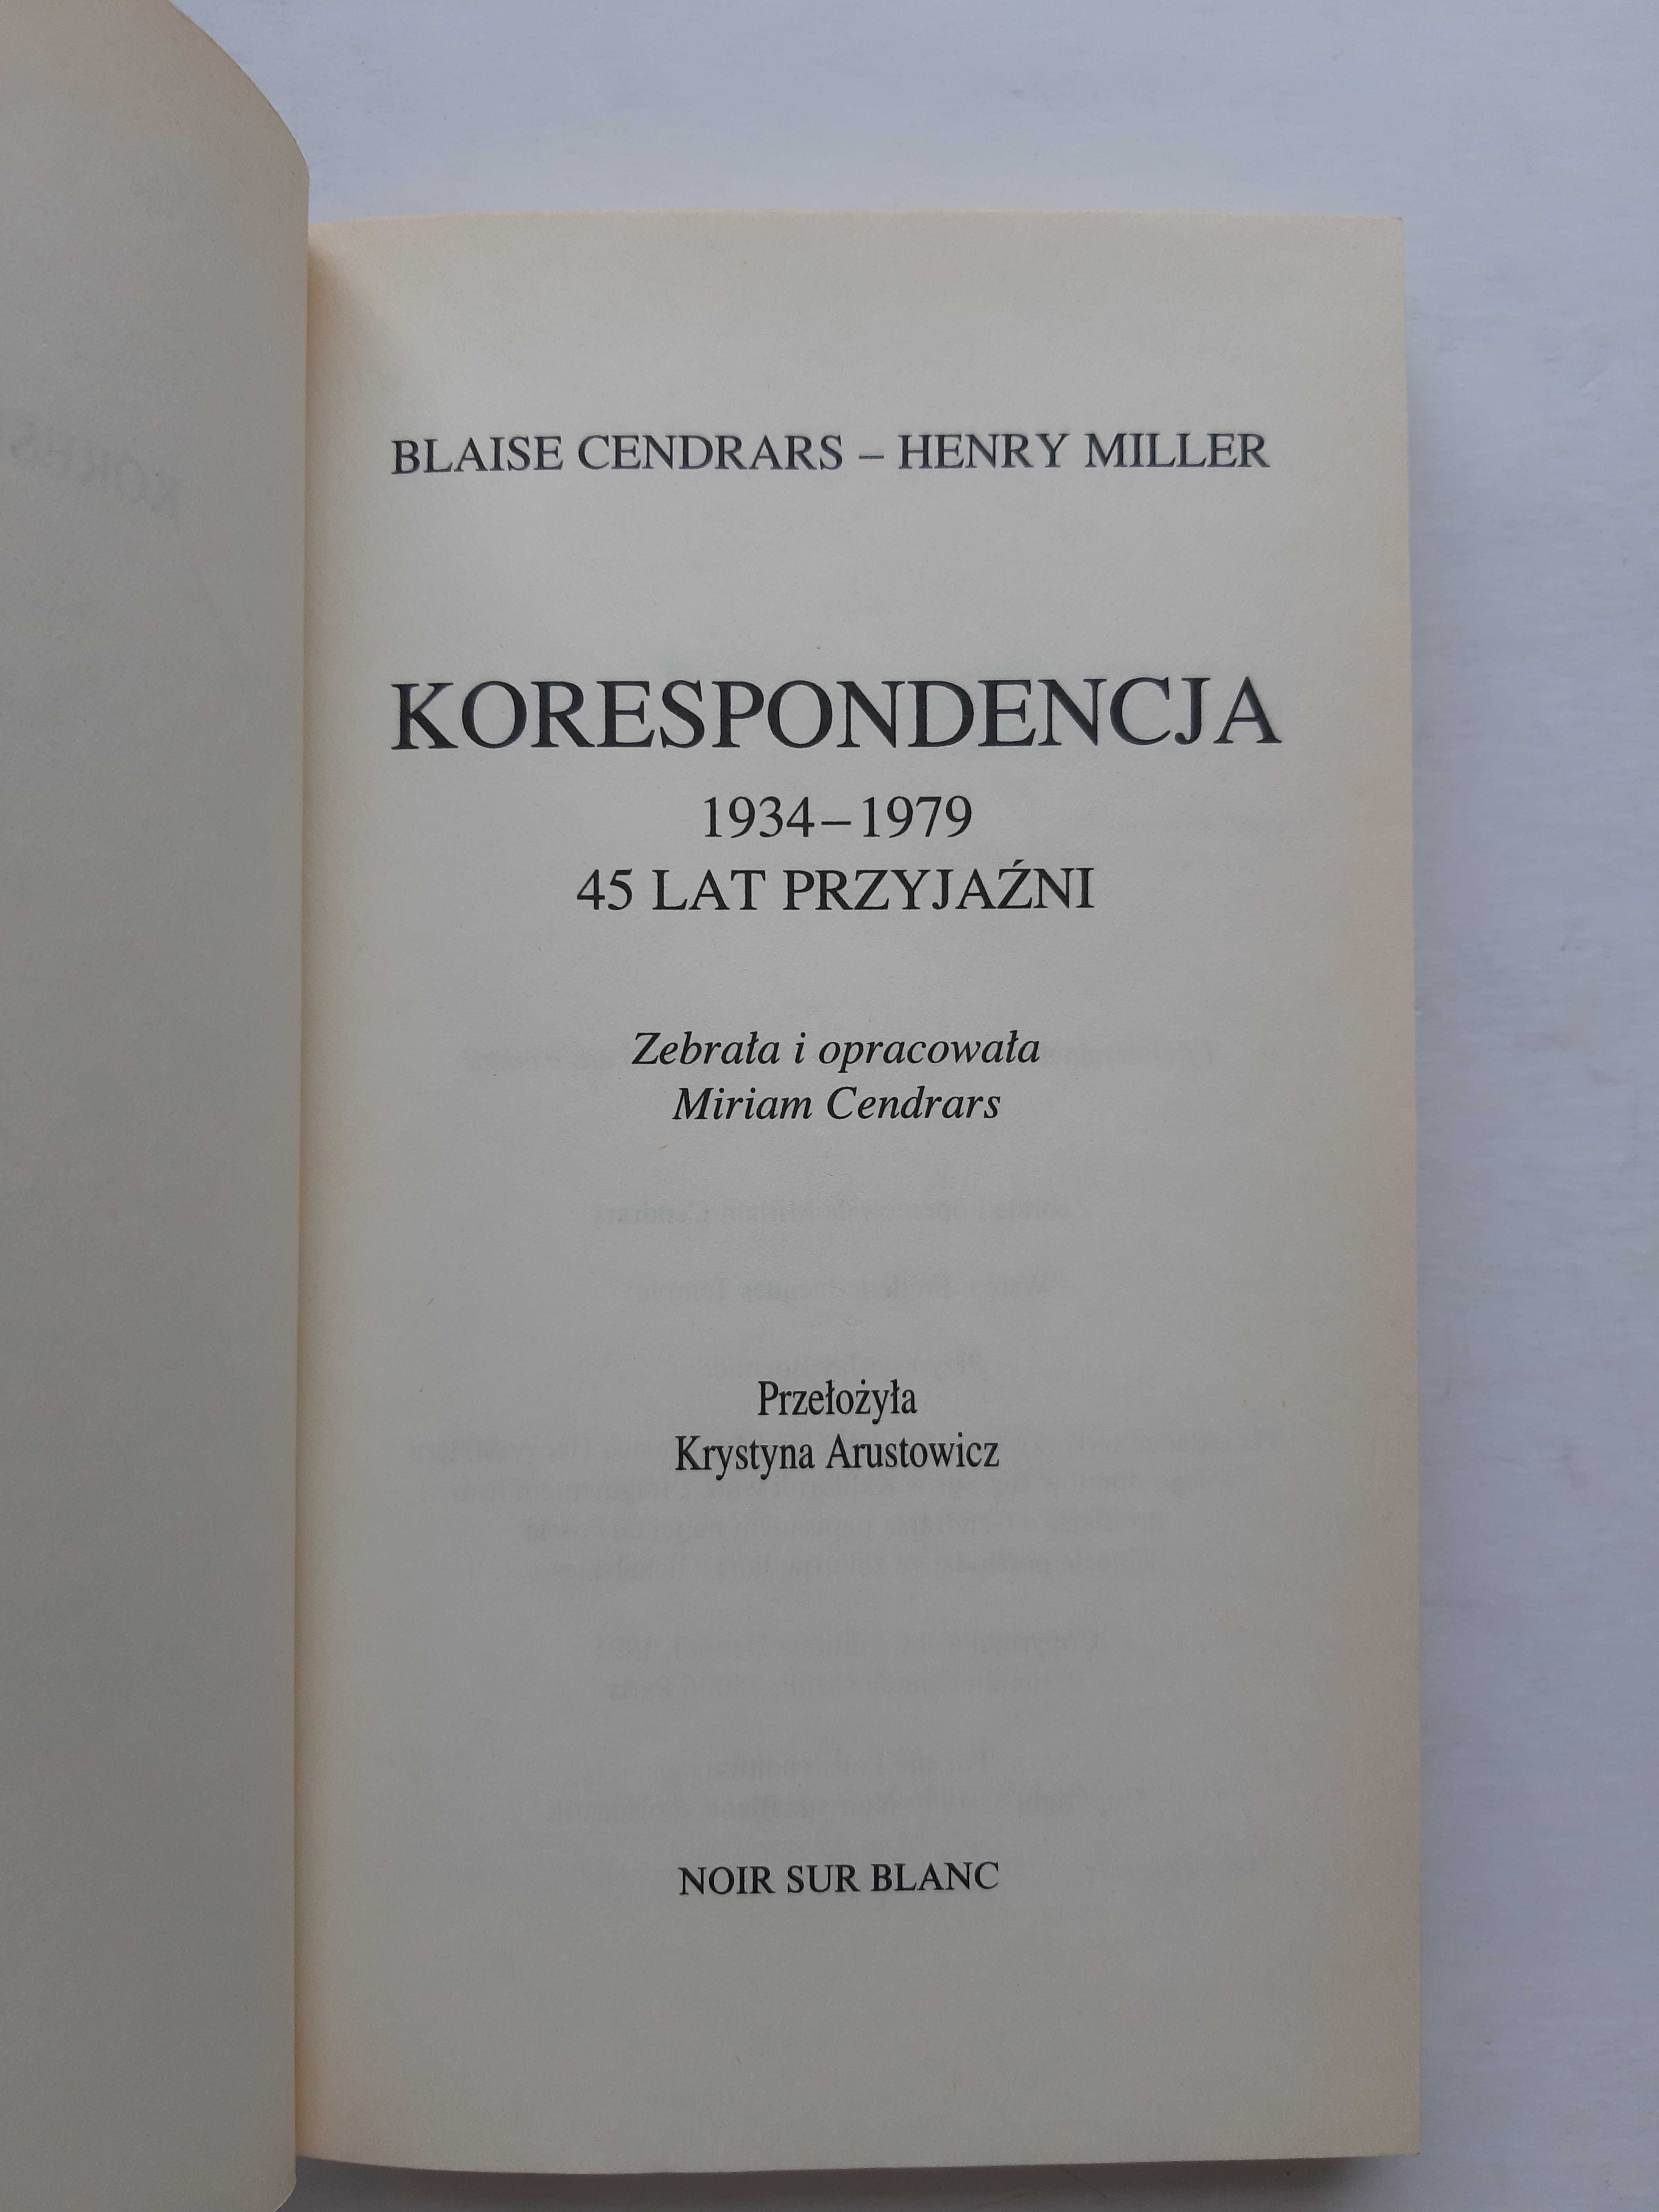 BLAISE CENDRARS – HENRY MILLER
KORESPONDENCJA
1934–1979
45 LAT PRZYJAŹNI
Zebrała i opracowała
Miriam Cendrars
Przełożyła
Krystyna Arustowicz
NOIR SUR BLANC